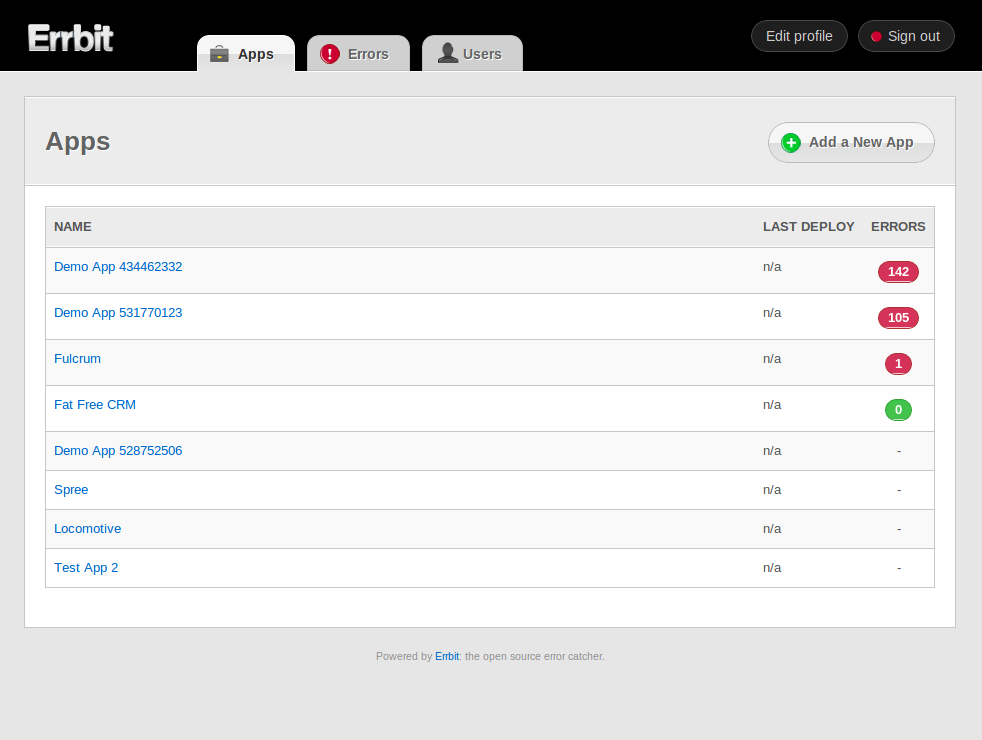 Errbit
Apps
Errors
Users
Edit profile
Sign out
Apps
Add a New App
NAME LAST DEPLOY ERRORS
Demo App 434462332 n/a 142
Demo App 531770123 n/a 105
Fulcrum n/a 1
Fat Free CRM n/a 0
Demo App 528752506 n/a -
Spree n/a -
Locomotive n/a -
Test App 2 n/a -
Powered by Errbit: the open source error catcher.